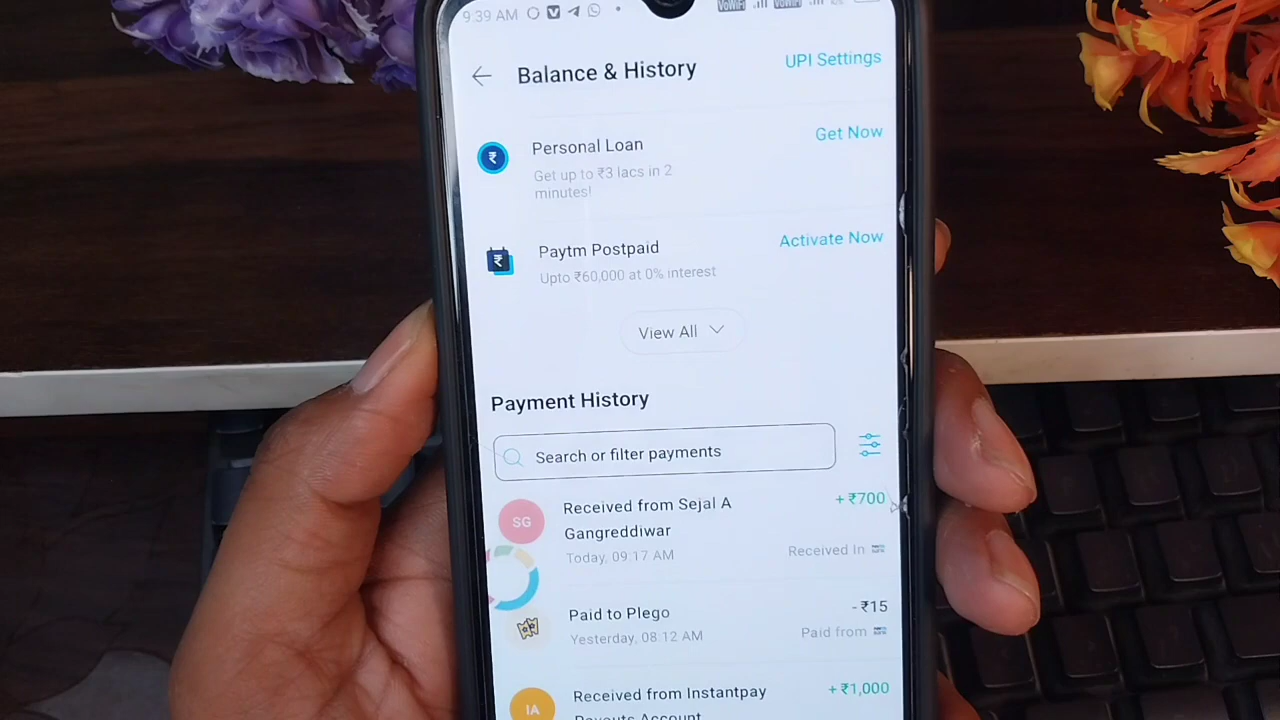 9:39 AM
Balance & History
UPI Settings
Personal Loan
Get Now
Get up to ₹3 lacs in 2
minutes!
Paytm Postpaid
Activate Now
Upto ₹60,000 at 0% interest
View All
Payment History
Search or filter payments
SG
Received from Sejal A
Gangreddiwar
+ ₹700
Today, 09:17 AM
Received In
Paid to Plego
- ₹15
Yesterday, 08:12 AM
Paid from
IA
Received from Instantpay
Payouts Account
+ ₹1,000